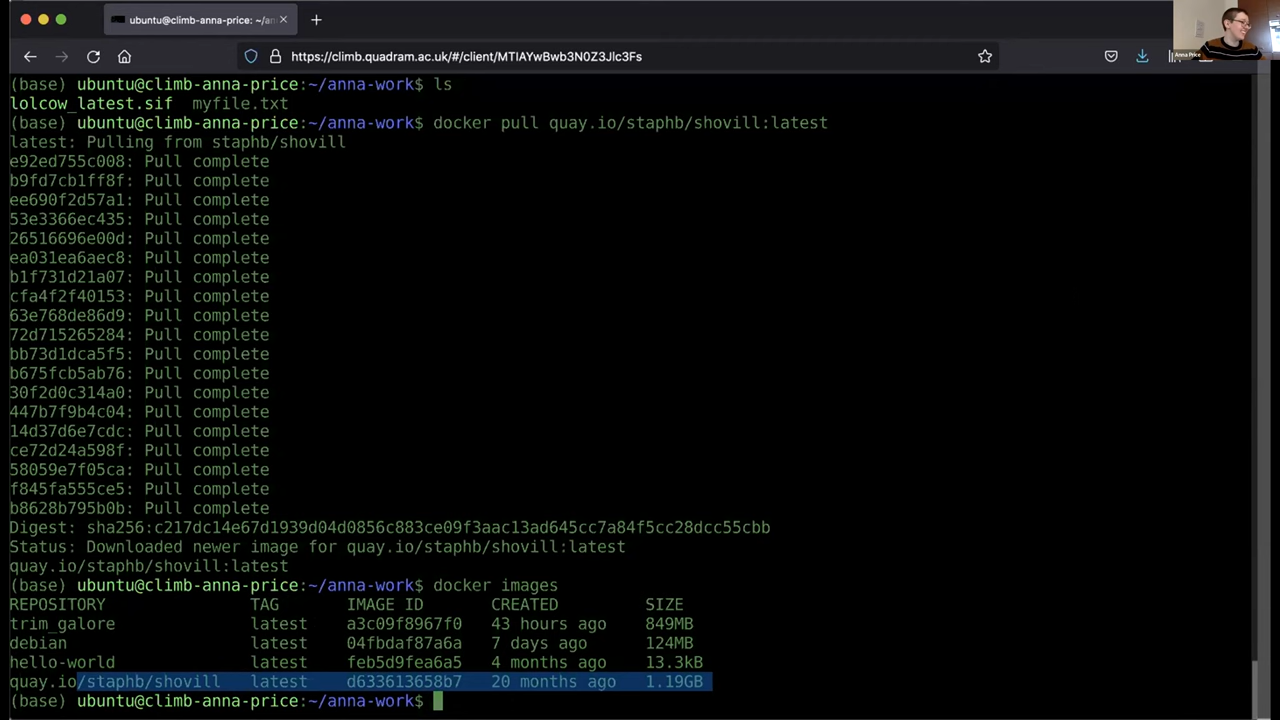 ubuntu@climb-anna-price: ~/an
https://climb.quadram.ac.uk/#/client/MTIAYwBwb3N0Z3Jlc3Fs
Anna Price
(base) ubuntu@climb-anna-price:~/anna-work$ ls
lolcow_latest.sif  myfile.txt
(base) ubuntu@climb-anna-price:~/anna-work$ docker pull quay.io/staphb/shovill:latest
latest: Pulling from staphb/shovill
e92ed755c008: Pull complete
b9fd7cb1ff8f: Pull complete
ee690f2d57a1: Pull complete
53e3366ec435: Pull complete
26516696e00d: Pull complete
ea031ea6aec8: Pull complete
b1f731d21a07: Pull complete
cfa4f2f40153: Pull complete
63e768de86d9: Pull complete
72d715265284: Pull complete
bb73d1dca5f5: Pull complete
b675fcb5ab76: Pull complete
30f2d0c314a0: Pull complete
447b7f9b4c04: Pull complete
14d37d6e7cdc: Pull complete
ce72d24a598f: Pull complete
58059e7f05ca: Pull complete
f845fa555ce5: Pull complete
b8628b795b0b: Pull complete
Digest: sha256:c217dc14e67d1939d04d0856c883ce09f3aac13ad645cc7a84f5cc28dcc55cbb
Status: Downloaded newer image for quay.io/staphb/shovill:latest
quay.io/staphb/shovill:latest
(base) ubuntu@climb-anna-price:~/anna-work$ docker images
REPOSITORY TAG IMAGE ID CREATED SIZE
trim_galore latest a3c09f8967f0 43 hours ago 849MB
debian latest 04fbdaf87a6a 7 days ago 124MB
hello-world latest feb5d9fea6a5 4 months ago 13.3kB
quay.io/staphb/shovill latest d633613658b7 20 months ago 1.19GB
(base) ubuntu@climb-anna-price:~/anna-work$